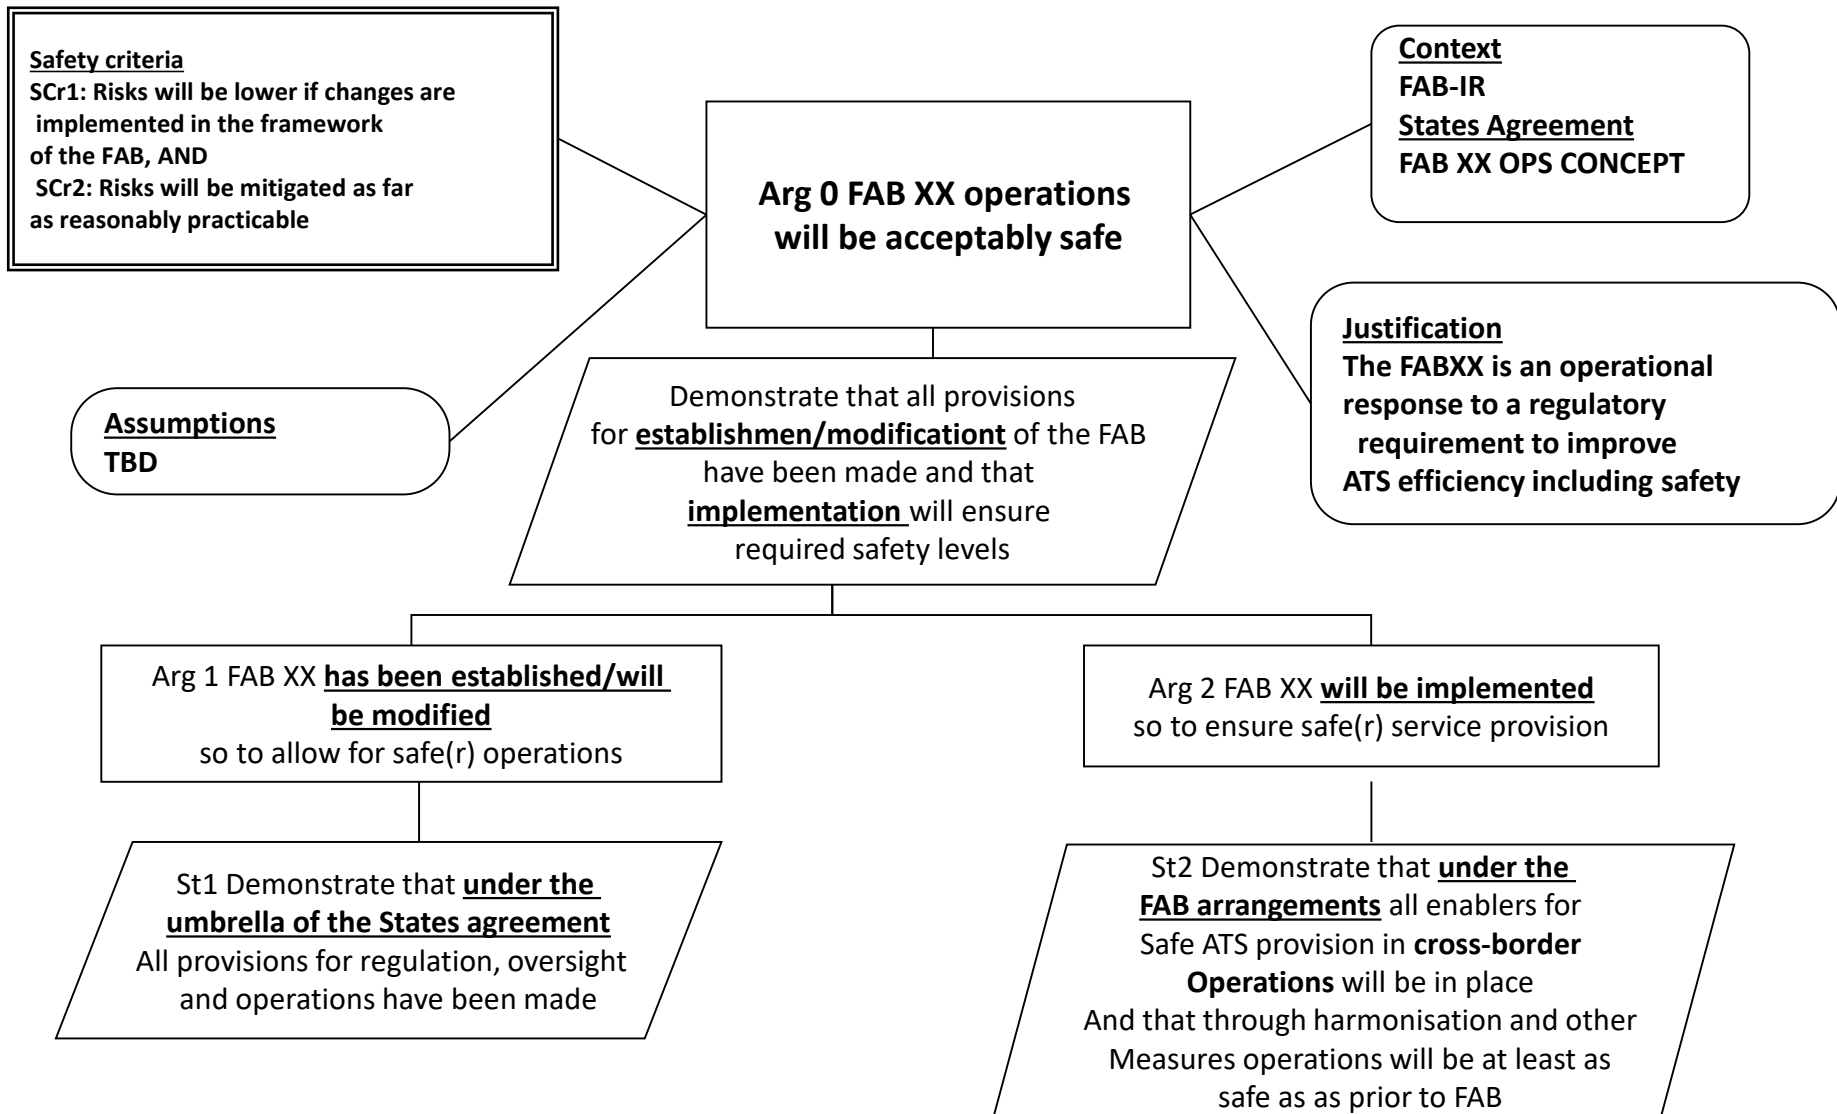 Safety criteria
SCr1: Risks will be lower if changes are
implemented in the framework
of the FAB, AND
SCr2: Risks will be mitigated as far
as reasonably practicable
Arg 0 FAB XX operations
will be acceptably safe
Context
FAB-IR
States Agreement
FAB XX OPS CONCEPT
Assumptions
TBD
Justification
The FABXX is an operational
response to a regulatory
requirement to improve
ATS efficiency including safety
Demonstrate that all provisions
for establishmen/modificationt of the FAB
have been made and that
implementation will ensure
required safety levels
Arg 1 FAB XX has been established/will
be modified
so to allow for safe(r) operations
Arg 2 FAB XX will be implemented
so to ensure safe(r) service provision
St1 Demonstrate that under the
umbrella of the States agreement
All provisions for regulation, oversight
and operations have been made
St2 Demonstrate that under the
FAB arrangements all enablers for
Safe ATS provision in cross-border
Operations will be in place
And that through harmonisation and other
Measures operations will be at least as
safe as as prior to FAB